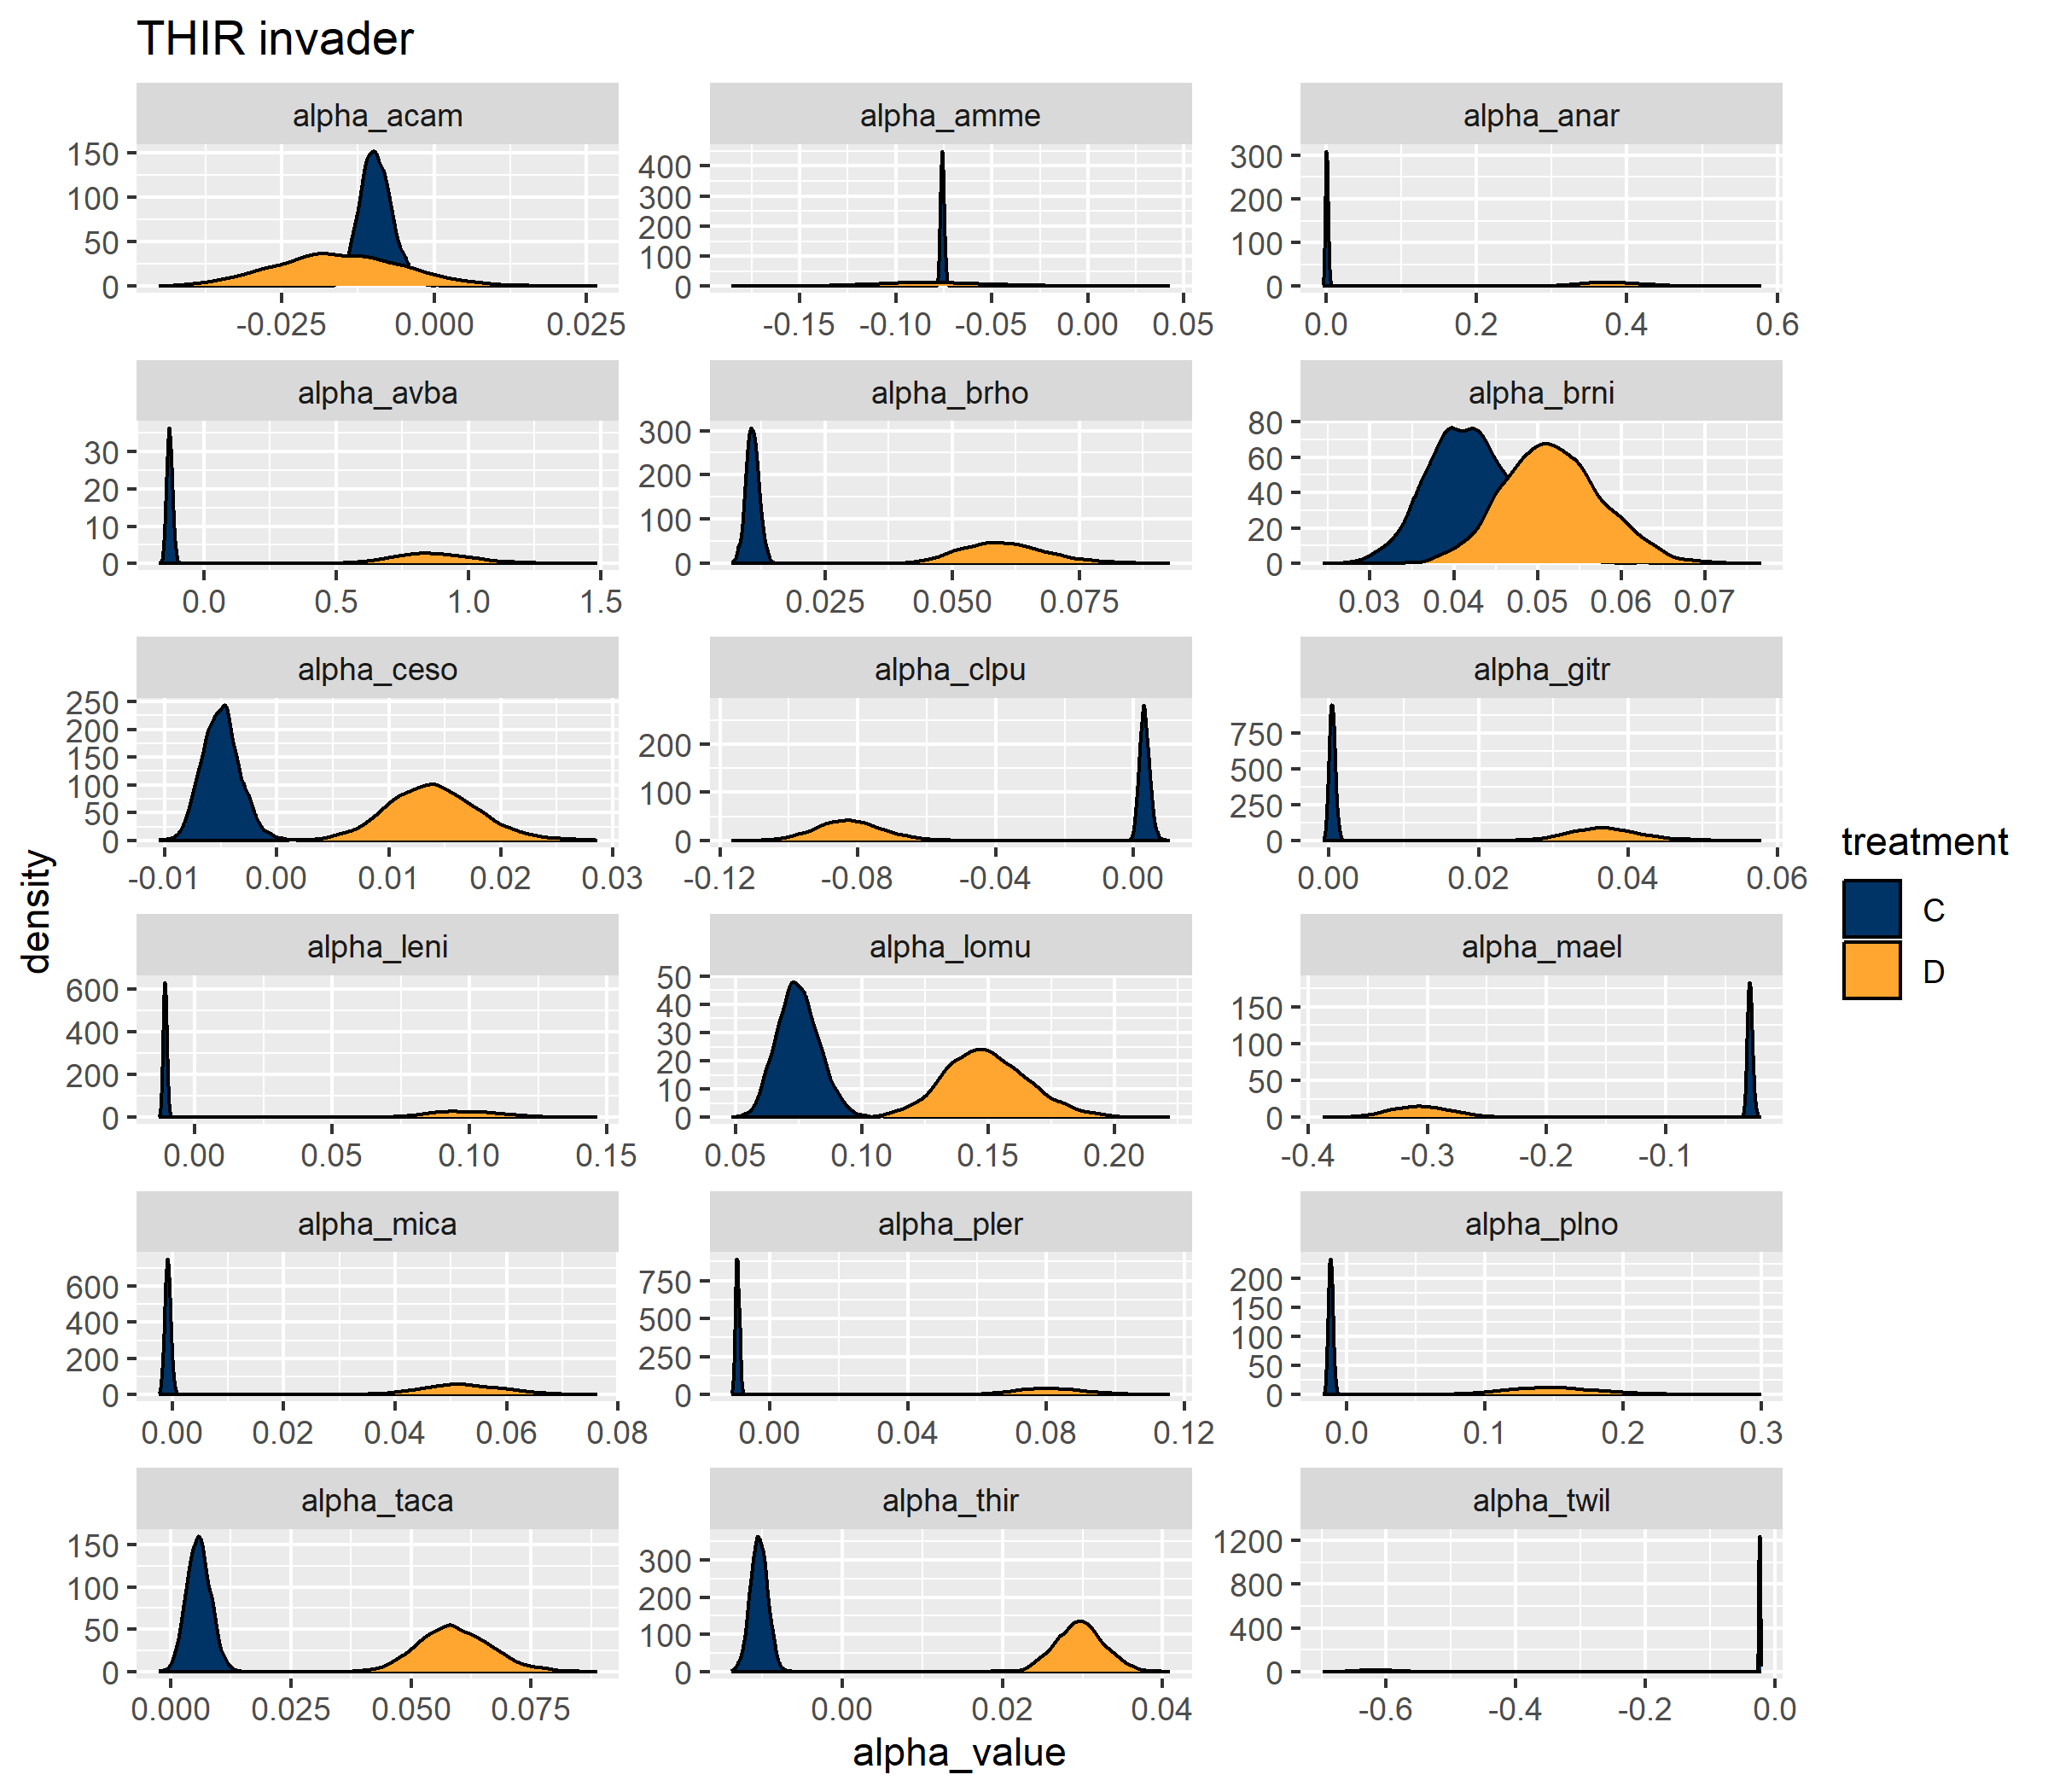 THIR invader
alpha_acam alpha_amme alpha_anar
150 100 50 0
400 300 200 100 0
300 200 100 0
-0.025 0.000 0.025
-0.15 -0.10 -0.05 0.00 0.05
0.0 0.2 0.4 0.6
alpha_avba alpha_brho alpha_brni
30 20 10 0
300 200 100 0
80 60 40 20 0
0.0 0.5 1.0 1.5
0.025 0.050 0.075
0.03 0.04 0.05 0.06 0.07
alpha_ceso alpha_clpu alpha_gitr
250 200 150 100 50 0
200 100 0
750 500 250 0
-0.01 0.00 0.01 0.02 0.03
-0.12 -0.08 -0.04 0.00
0.00 0.02 0.04 0.06
alpha_leni alpha_lomu alpha_mael
600 400 200 0
50 40 30 20 10 0
150 100 50 0
0.00 0.05 0.10 0.15
0.05 0.10 0.15 0.20
-0.4 -0.3 -0.2 -0.1
alpha_mica alpha_pler alpha_plno
600 400 200 0
750 500 250 0
200 150 100 50 0
0.00 0.02 0.04 0.06 0.08
0.00 0.04 0.08 0.12
0.0 0.1 0.2 0.3
alpha_taca alpha_thir alpha_twil
150 100 50 0
300 200 100 0
1200 800 400 0
0.000 0.025 0.050 0.075
0.00 0.02 0.04
-0.6 -0.4 -0.2 0.0
alpha_value
density
treatment
C
D